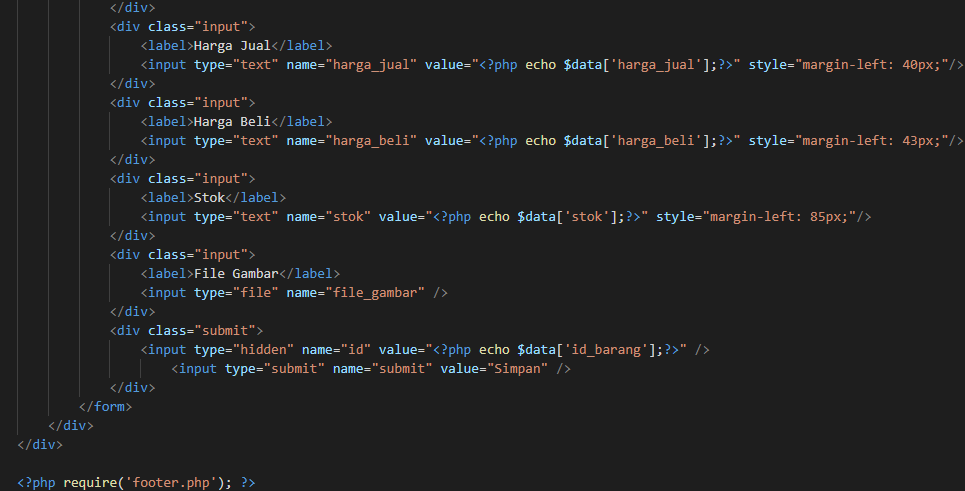 </div>
<div class="input">
<label>Harga Jual</label>
<input type="text" name="harga_jual" value="<?php echo $data['harga_jual'];?>" style="margin-left: 40px;"/>
</div>
<div class="input">
<label>Harga Beli</label>
<input type="text" name="harga_beli" value="<?php echo $data['harga_beli'];?>" style="margin-left: 43px;"/>
</div>
<div class="input">
<label>Stok</label>
<input type="text" name="stok" value="<?php echo $data['stok'];?>" style="margin-left: 85px;"/>
</div>
<div class="input">
<label>File Gambar</label>
<input type="file" name="file_gambar" />
</div>
<div class="submit">
<input type="hidden" name="id" value="<?php echo $data['id_barang'];?>" />
<input type="submit" name="submit" value="Simpan" />
</div>
</form>
</div>
</div>
<?php require('footer.php'); ?>